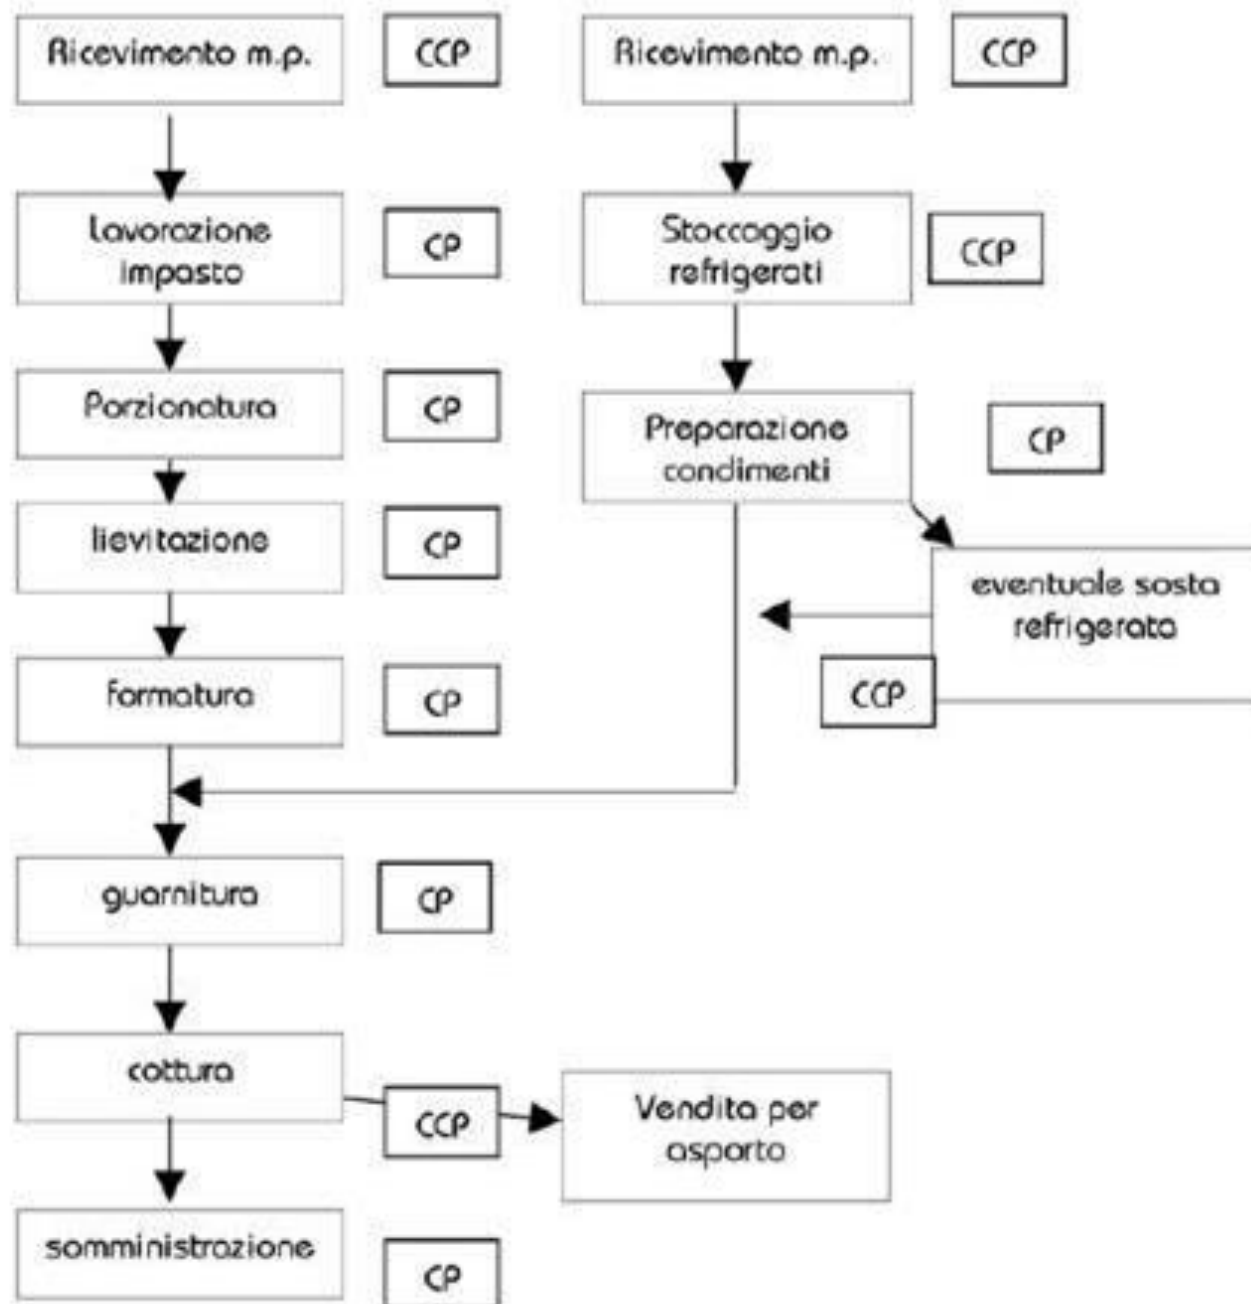 Ricevimento m.p.
CCP
Ricevimento m.p.
CCP
Lavorazione
impasto
CP
Stoccaggio
refrigerati
CCP
Porzionatura
CP
Preparazione
condimenti
CP
lievitazione
CP
eventuale sosta
refrigerata
CCP
formatura
CP
guarnitura
CP
cottura
CCP
Vendita per
asporto
somministrazione
CP